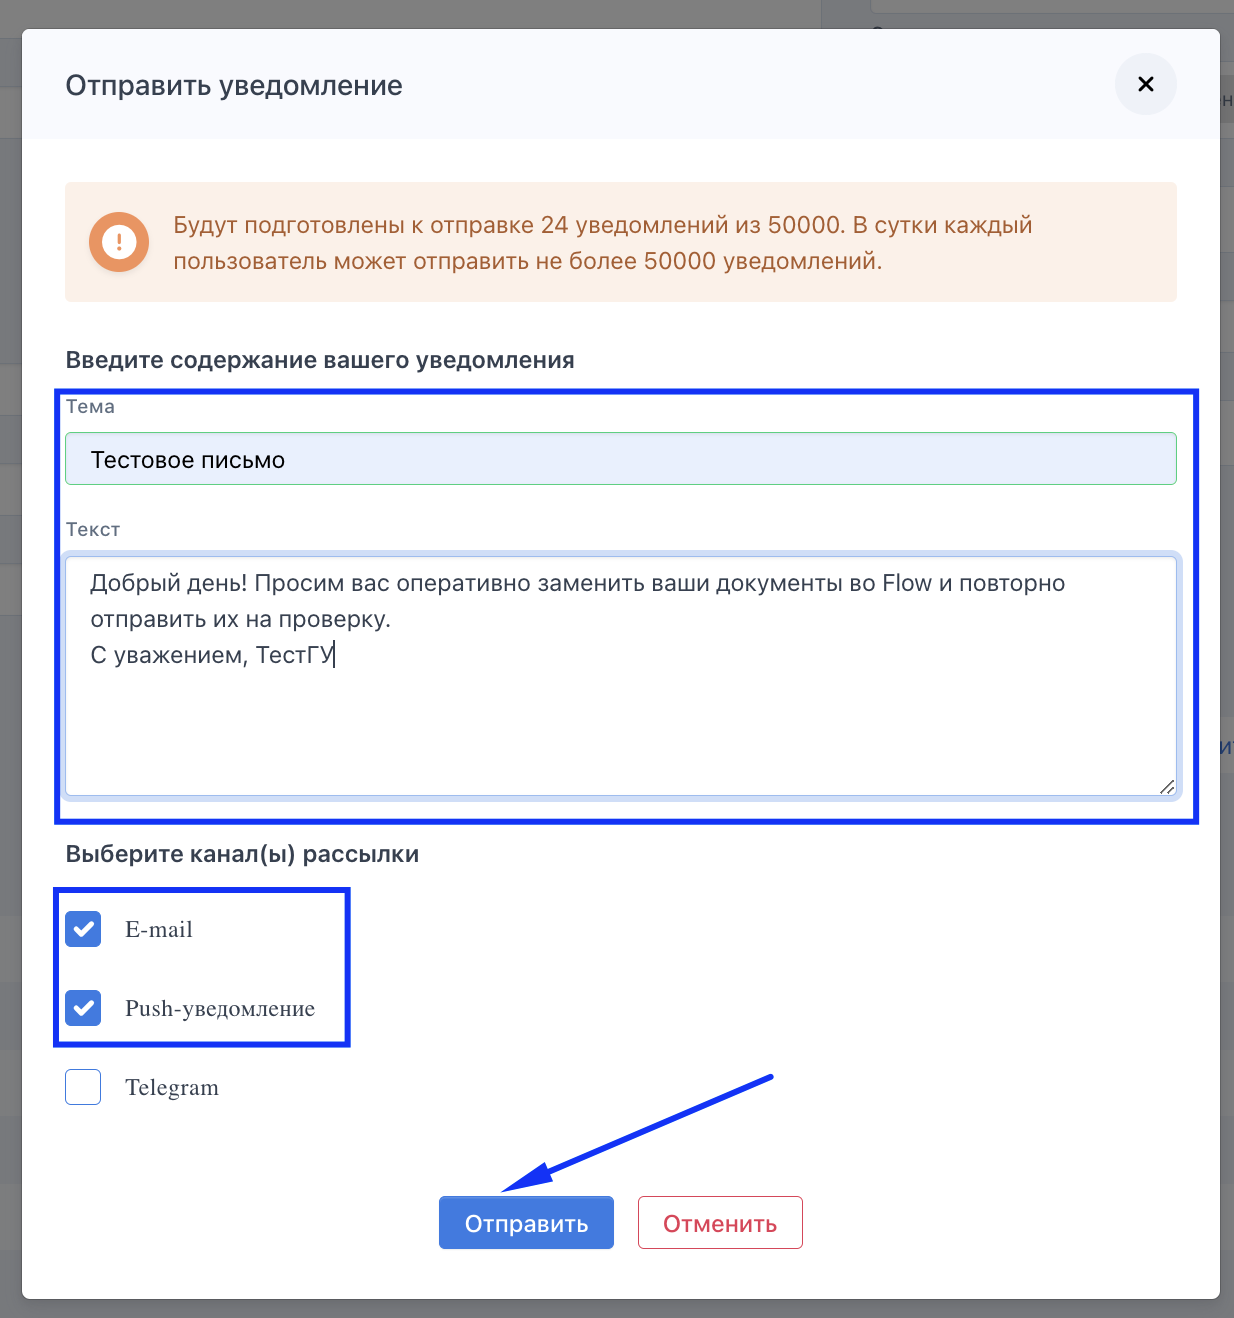 Отправить уведомление
Будут подготовлены к отправке 24 уведомлений из 50000. В сутки каждый
пользователь может отправить не более 50000 уведомлений.
Введите содержание вашего уведомления
Тема
Тестовое письмо
Текст
Добрый день! Просим вас оперативно заменить ваши документы во Flow и повторно
отправить их на проверку.
С уважением, ТестГУ
Выберите канал(ы) рассылки
E-mail
Push-уведомление
Telegram
Отправить
Отменить